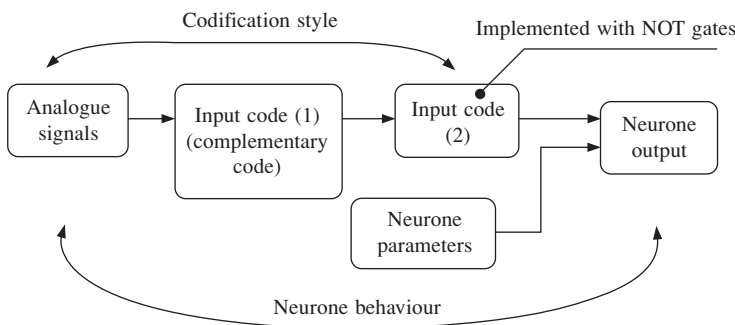 Codification style
Implemented with NOT gates
Analogue
signals
Input code (1)
(complementary
code)
Input code
(2)
Neurone
output
Neurone
parameters
Neurone behaviour